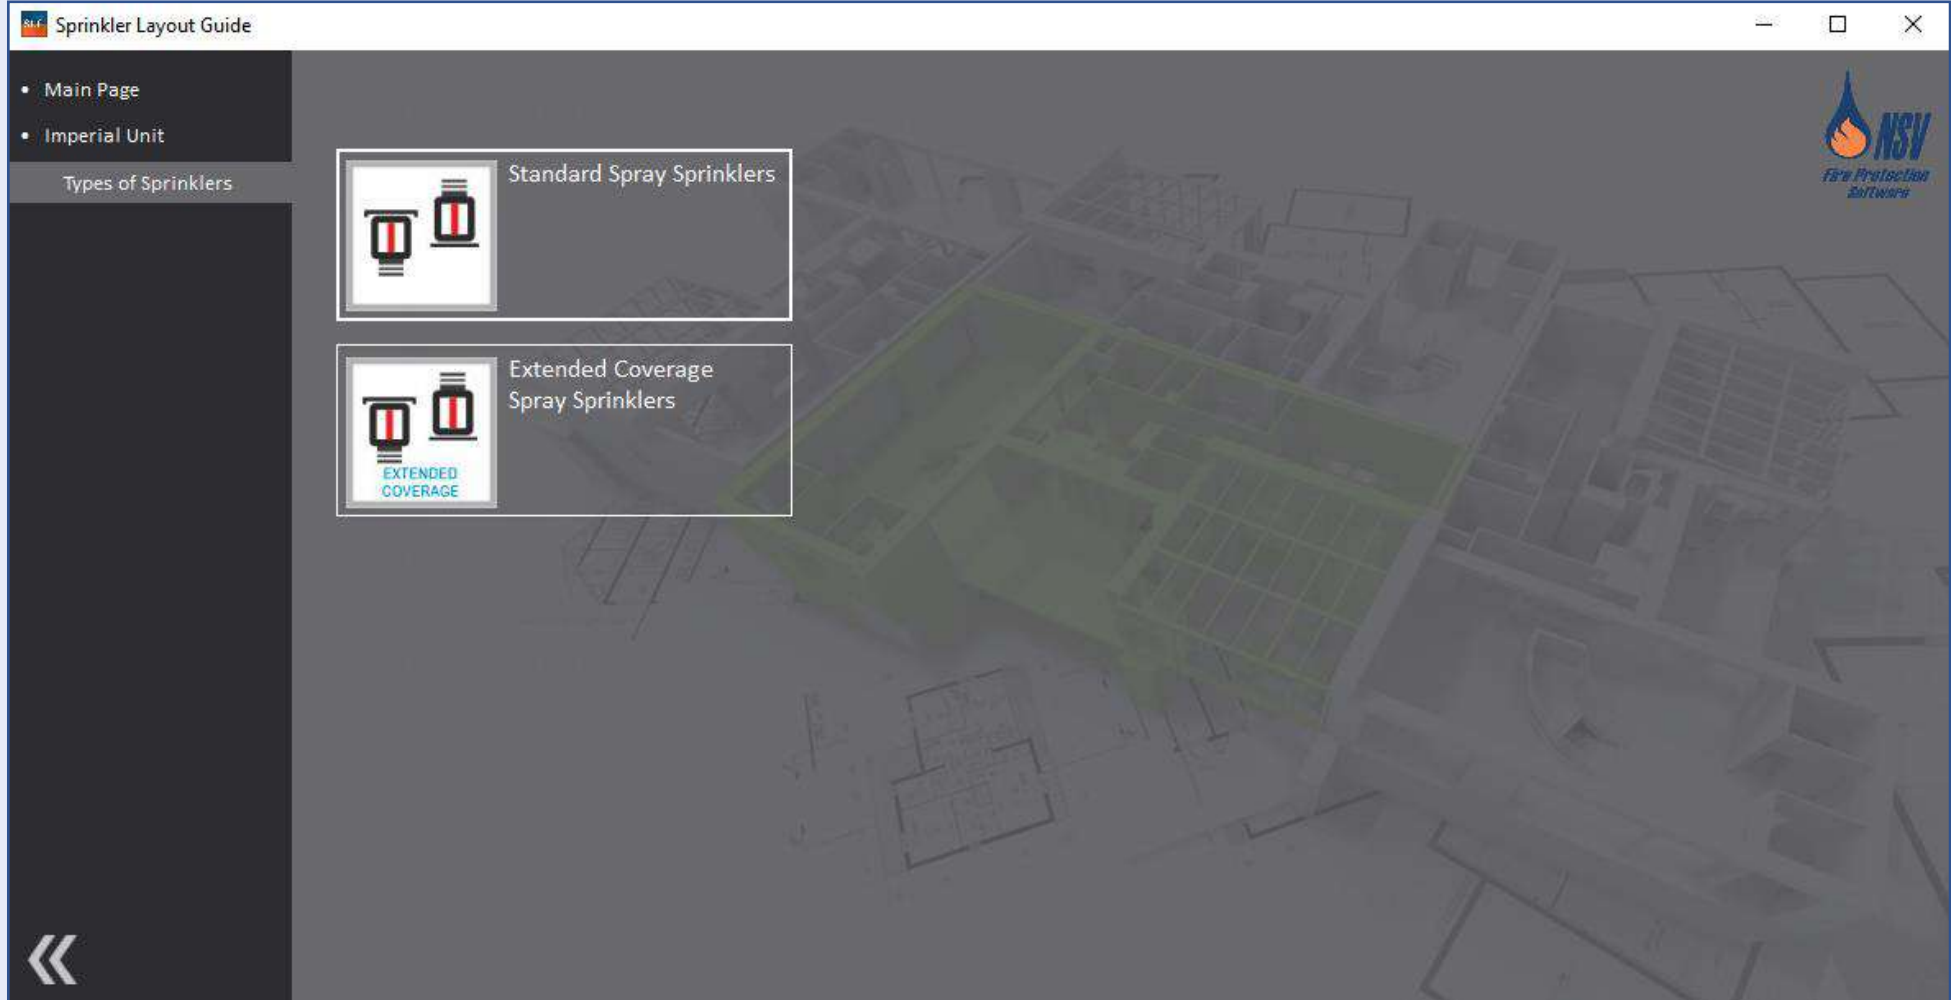 SLG Sprinkler Layout Guide
• Main Page
• Imperial Unit
Types of Sprinklers
Standard Spray Sprinklers
Extended Coverage
Spray Sprinklers
EXTENDED
COVERAGE
NSV
Fire Protection
Software